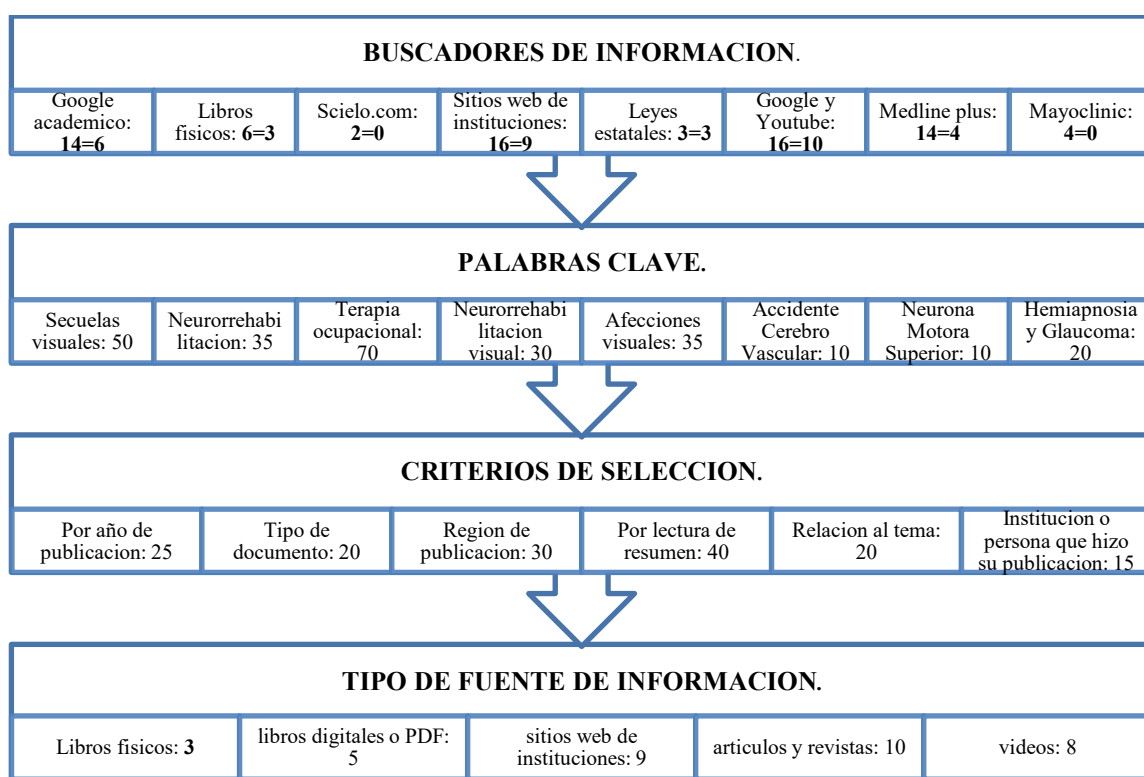 BUSCADORES DE INFORMACION.
Google
academico:
14=6
Libros
fisicos: 6=3
Scielo.com:
2=0
Sitios web de
instituciones:
16=9
Leyes
estatales: 3=3
Google y
Youtube:
16=10
Medline plus:
14=4
Mayoclinic:
4=0
PALABRAS CLAVE.
Secuelas
visuales: 50
Neurorrehabi
litacion: 35
Terapia
ocupacional:
70
Neurorrehabi
litacion
visual: 30
Afecciones
visuales: 35
Accidente
Cerebro
Vascular: 10
Neurona
Motora
Superior: 10
Hemiapnosia
y Glaucoma:
20
CRITERIOS DE SELECCION.
Por año de
publicacion: 25
Tipo de
documento: 20
Region de
publicacion: 30
Por lectura de
resumen: 40
Relacion al tema:
20
Institucion o
persona que hizo
su publicacion: 15
TIPO DE FUENTE DE INFORMACION.
Libros fisicos: 3
libros digitales o PDF:
5
sitios web de
instituciones: 9
articulos y revistas: 10
videos: 8